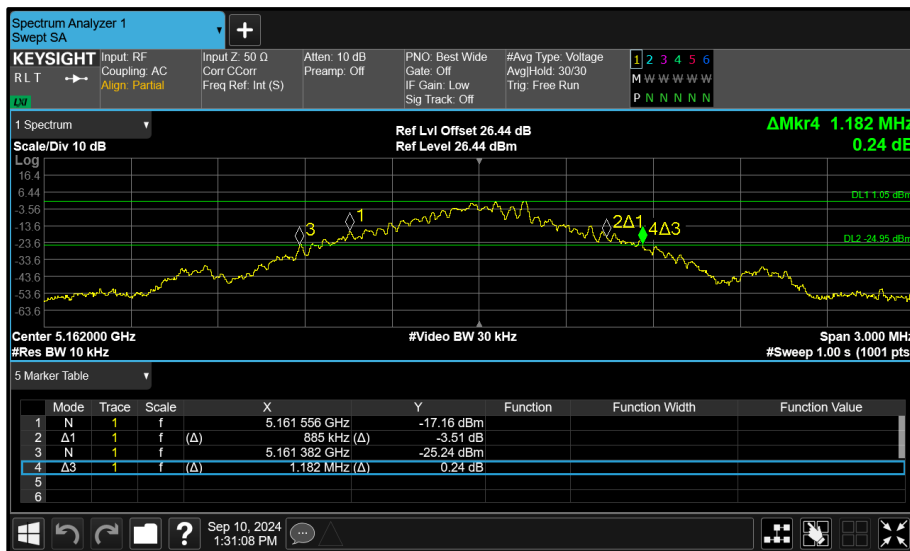 Spectrum Analyzer 1
Swept SA
+
KEYSIGHT
RLT
LXI
Input: RF
Coupling: AC
Align: Partial
Input Z: 50 Ω
Corr CCorr
Freq Ref: Int (S)
Atten: 10 dB
Preamp: Off
PNO: Best Wide
Gate: Off
IF Gain: Low
Sig Track: Off
#Avg Type: Voltage
Avg|Hold: 30/30
Trig: Free Run
1 2 3 4 5 6
M W W W W W
P N N N N N
1 Spectrum
Scale/Div 10 dB
Ref Lvl Offset 26.44 dB
Ref Level 26.44 dBm
ΔMkr4 1.182 MHz
0.24 dB
Log
16.4
6.44
-3.56
-13.6
-23.6
-33.6
-43.6
-53.6
-63.6
DL1 1.05 dBm
DL2 -24.95 dBm
3
1
2Δ1
4Δ3
Center 5.162000 GHz
#Video BW 30 kHz
Span 3.000 MHz
#Res BW 10 kHz
#Sweep 1.00 s (1001 pts
5 Marker Table
Mode Trace Scale X Y Function Function Width Function Value
1 N 1 f 5.161 556 GHz -17.16 dBm
2 Δ1 1 f (Δ) 885 kHz (Δ) -3.51 dB
3 N 1 f 5.161 382 GHz -25.24 dBm
4 Δ3 1 f (Δ) 1.182 MHz (Δ) 0.24 dB
5
6
?
Sep 10, 2024
1:31:08 PM